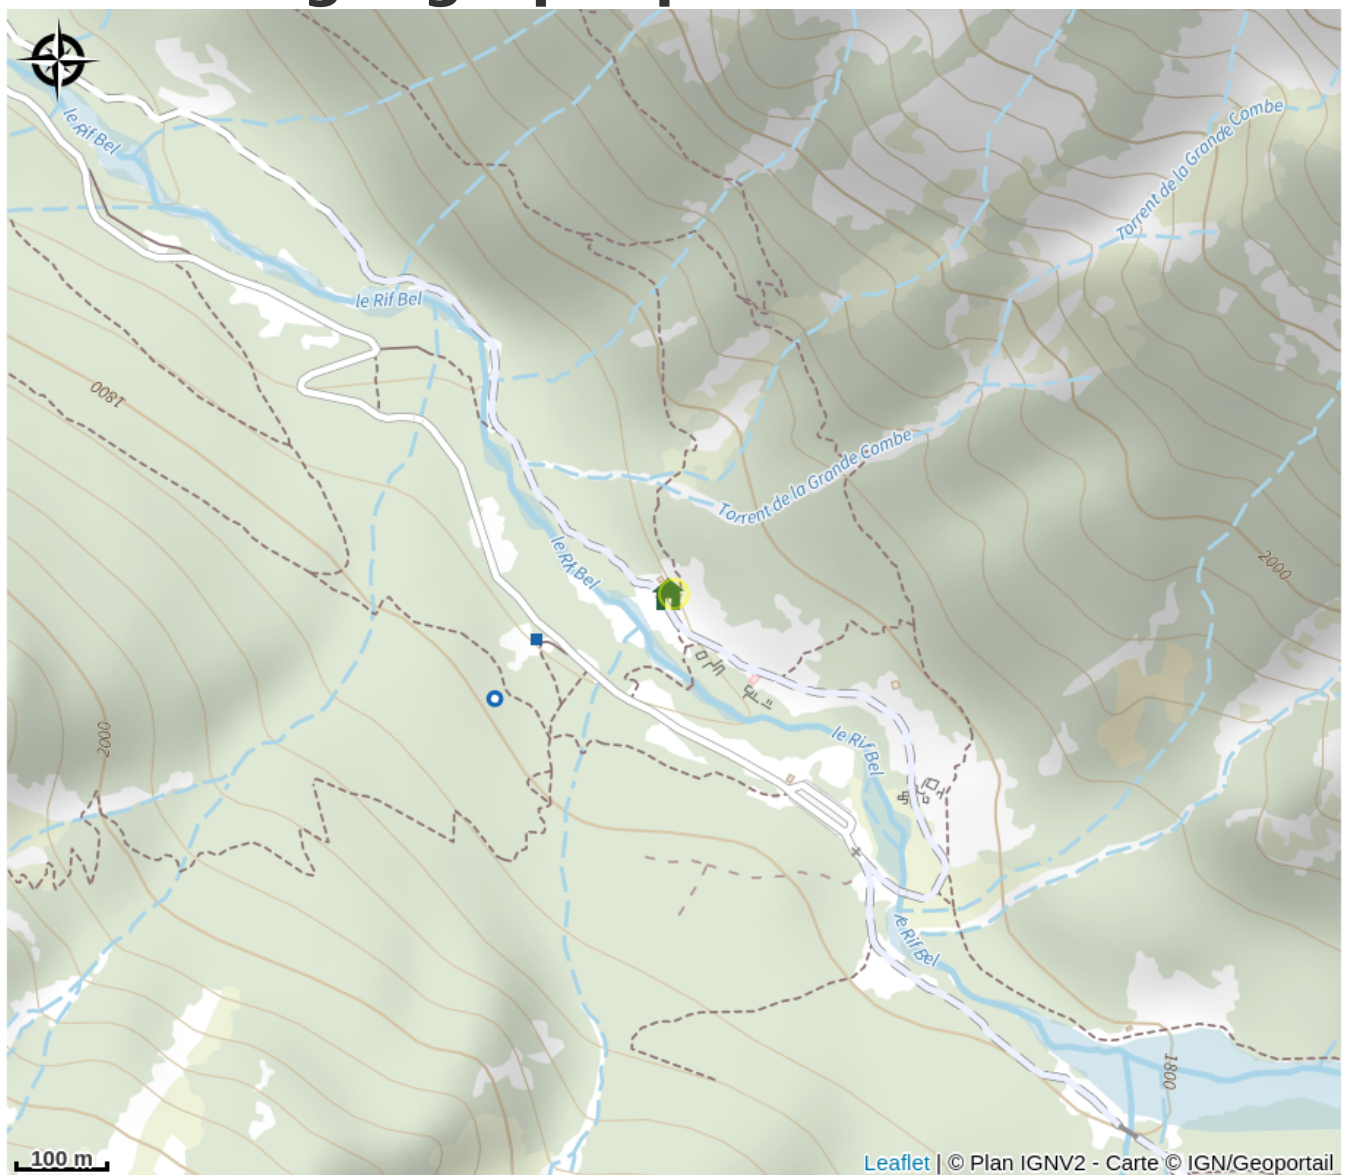 le Rif Bel
Torrent de la Grande Combe
le Rif Bel
1800
Torrent de la Grande Combe
le Rif Bel
2000
2000
le Rif Bel
le Rif Bel
1800
100 m
Leaflet | © Plan IGNV2 - Carte © IGN/Geoportail